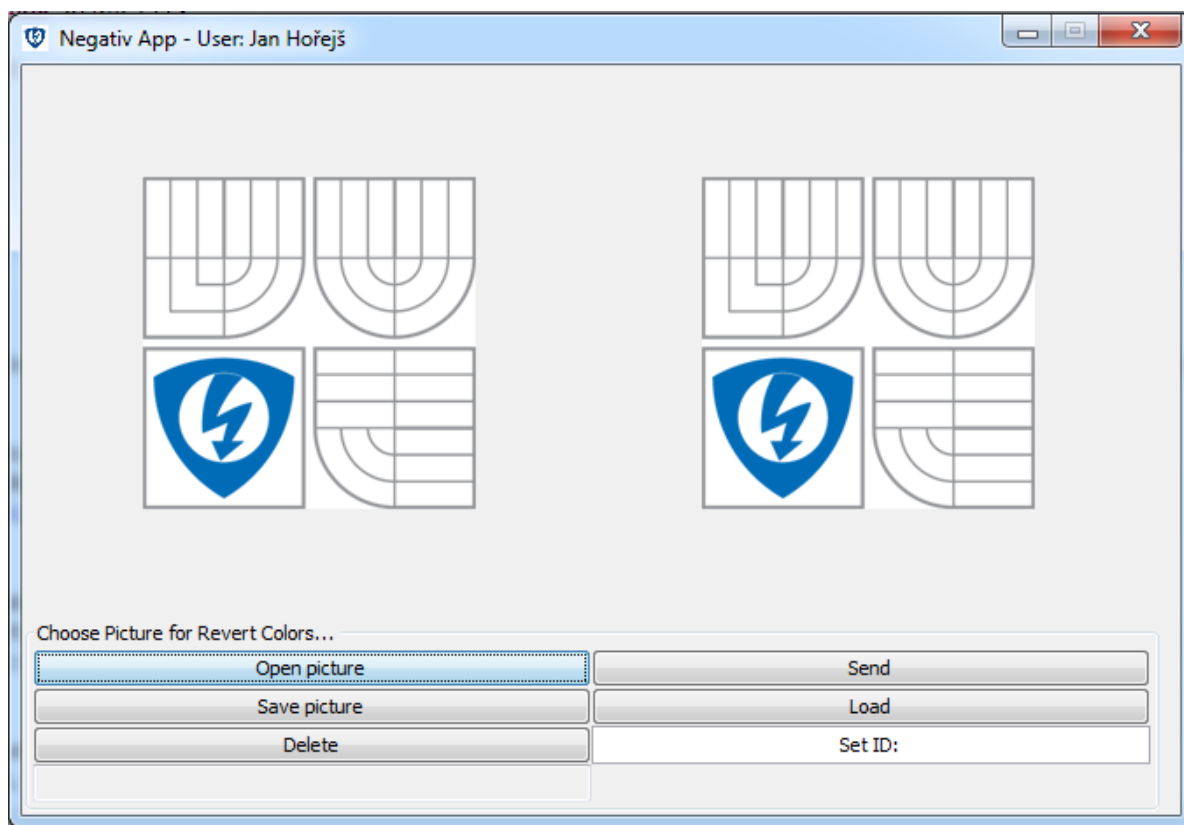 Negativ App - User: Jan Hořejš
Choose Picture for Revert Colors...
Open picture
Send
Save picture
Load
Delete
Set ID: